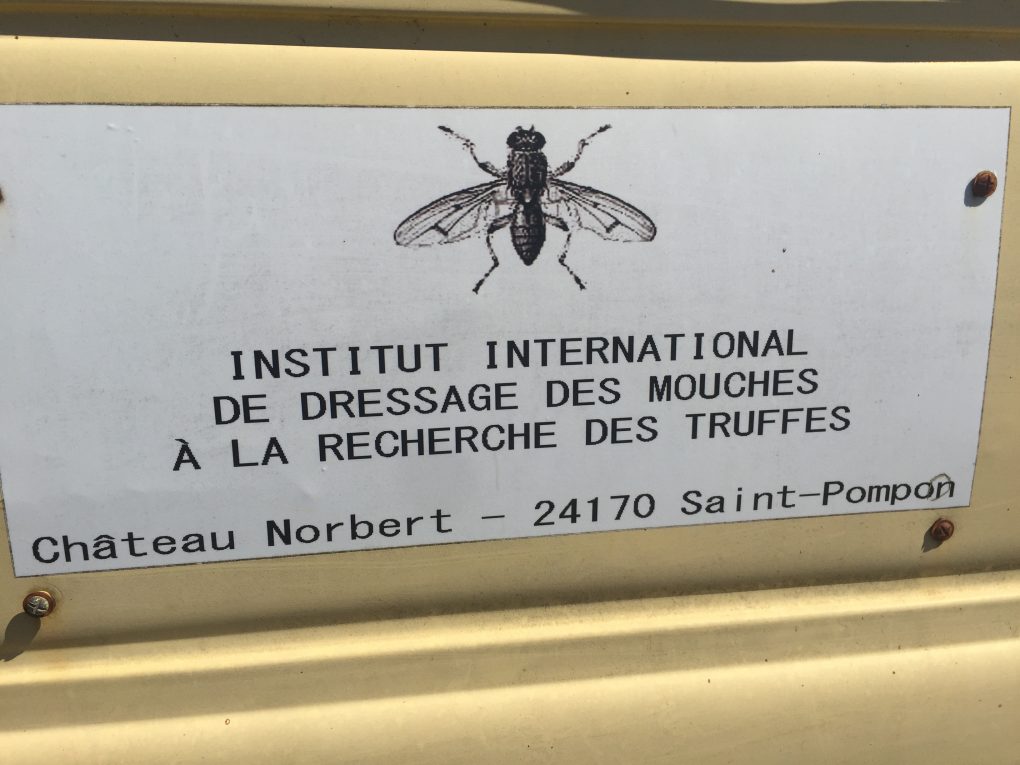 INSTITUT INTERNATIONAL
DE DRESSAGE DES MOUCHES
À LA RECHERCHE DES TRUFFES
Château Norbert - 24170 Saint-Pompon